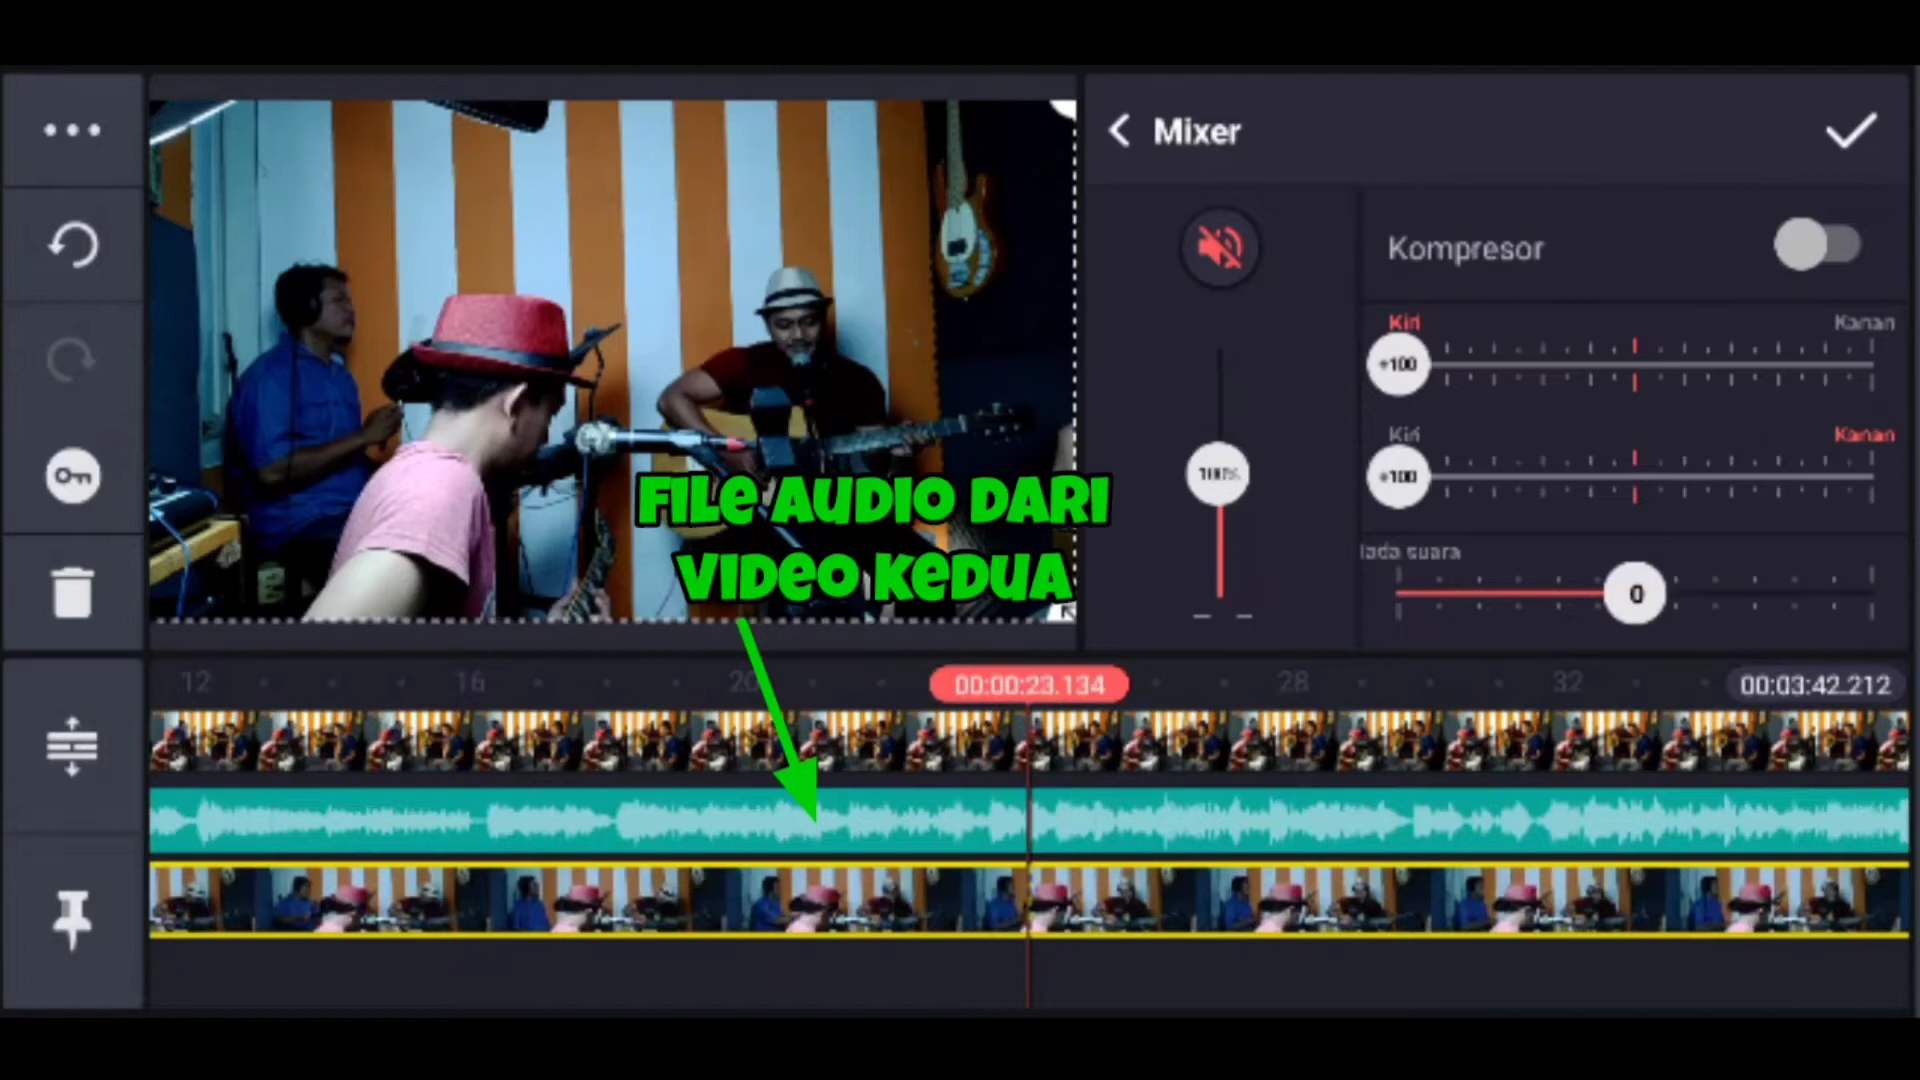 Mixer
Kompresor
Kiri
Kanan
+100
Kiri
Kanan
+100
100%
lada suara
0
FILE AUDIO DARI
VIDEO KEDUA
12
16
20
00:00:23.134
28
32
00:03:42.212